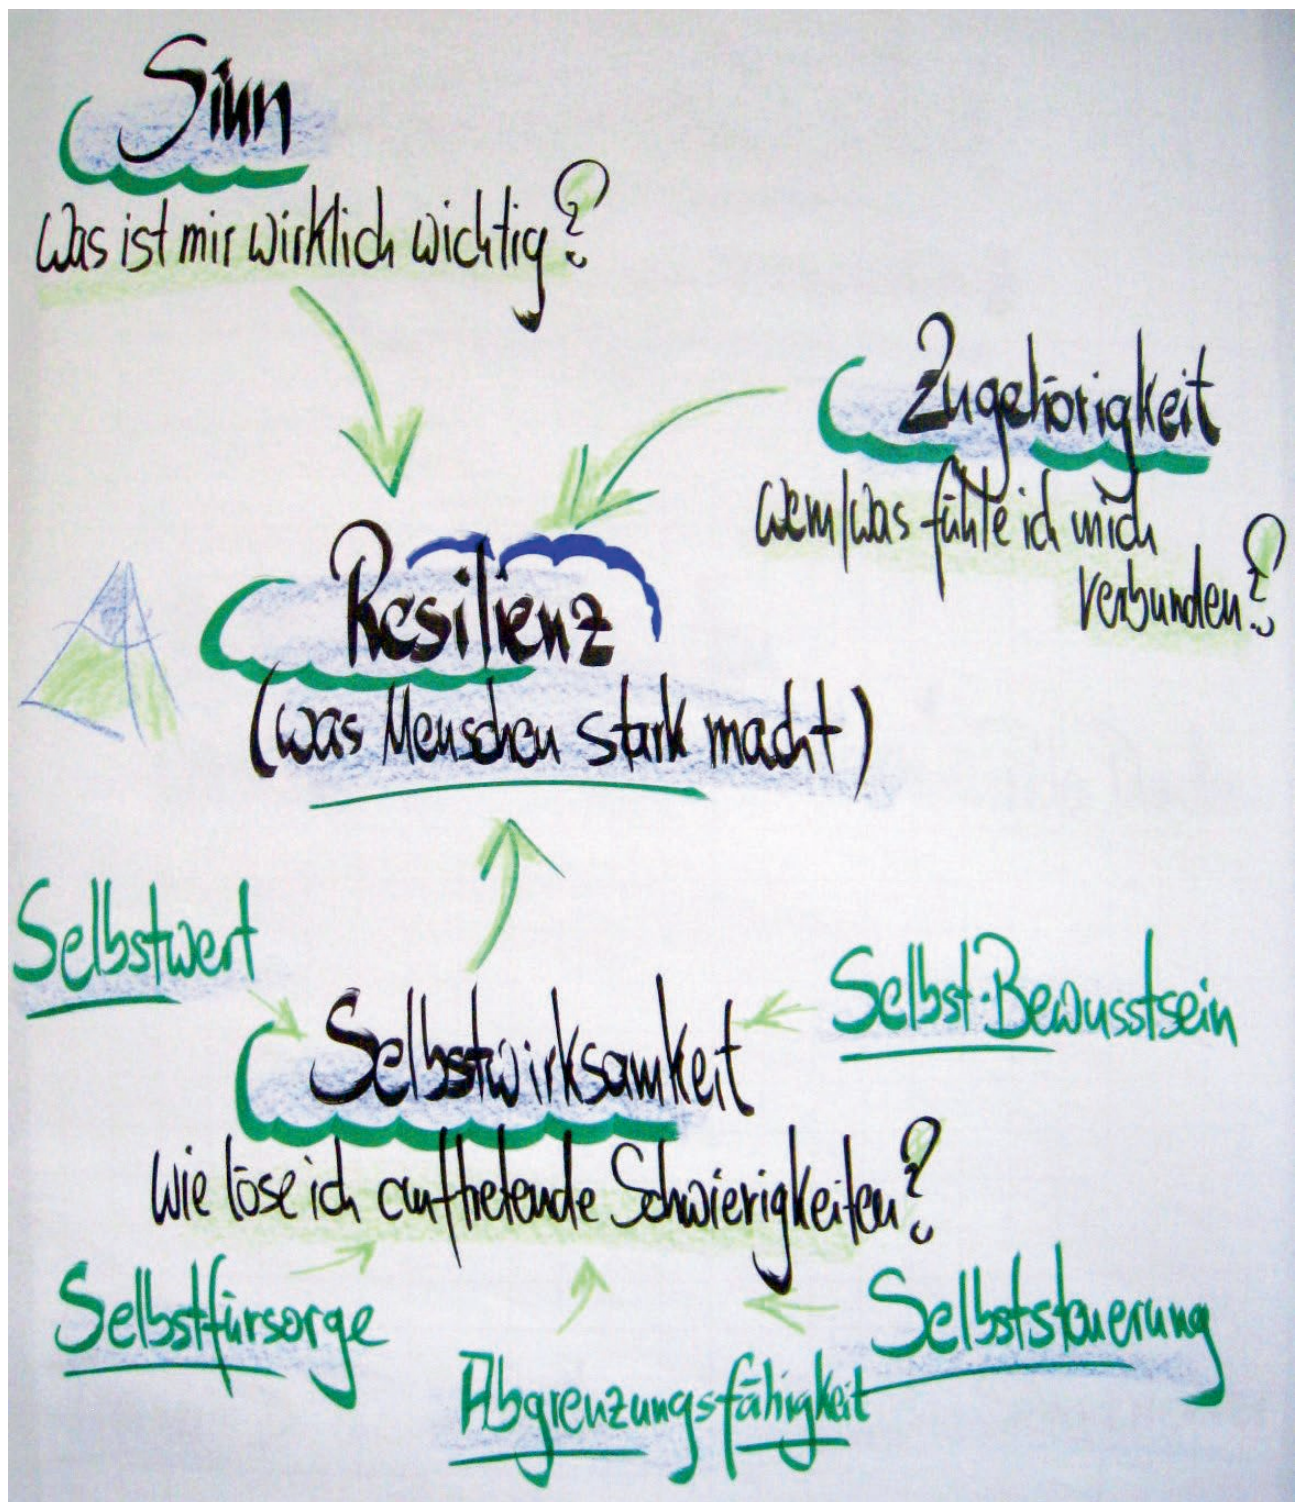 Sinn
Was ist mir wirklich wichtig?
Zugehörigkeit
wem/was fühle ich mich
verbunden?
Resilienz
(was Menschen stark macht)
Selbstwert
Selbst-Bewusstsein
Selbstwirksamkeit
Wie löse ich auftretende Schwierigkeiten?
Selbstfürsorge
Selbststeuerung
Abgrenzungsfähigkeit